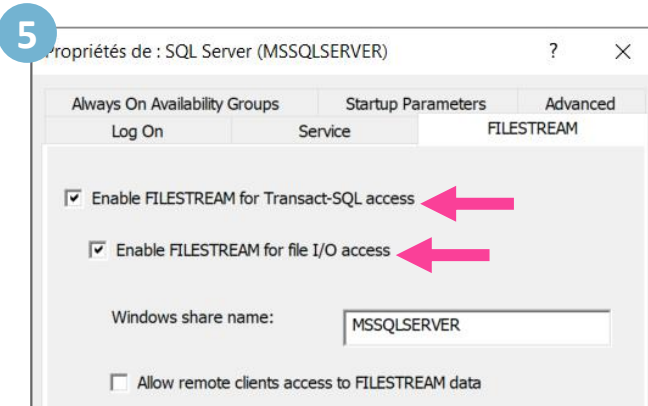 5
Propriétés de : SQL Server (MSSQLSERVER) ? ×
Always On Availability Groups Startup Parameters Advanced
Log On Service FILESTREAM
Enable FILESTREAM for Transact-SQL access
Enable FILESTREAM for file I/O access
Windows share name: MSSQLSERVER
Allow remote clients access to FILESTREAM data